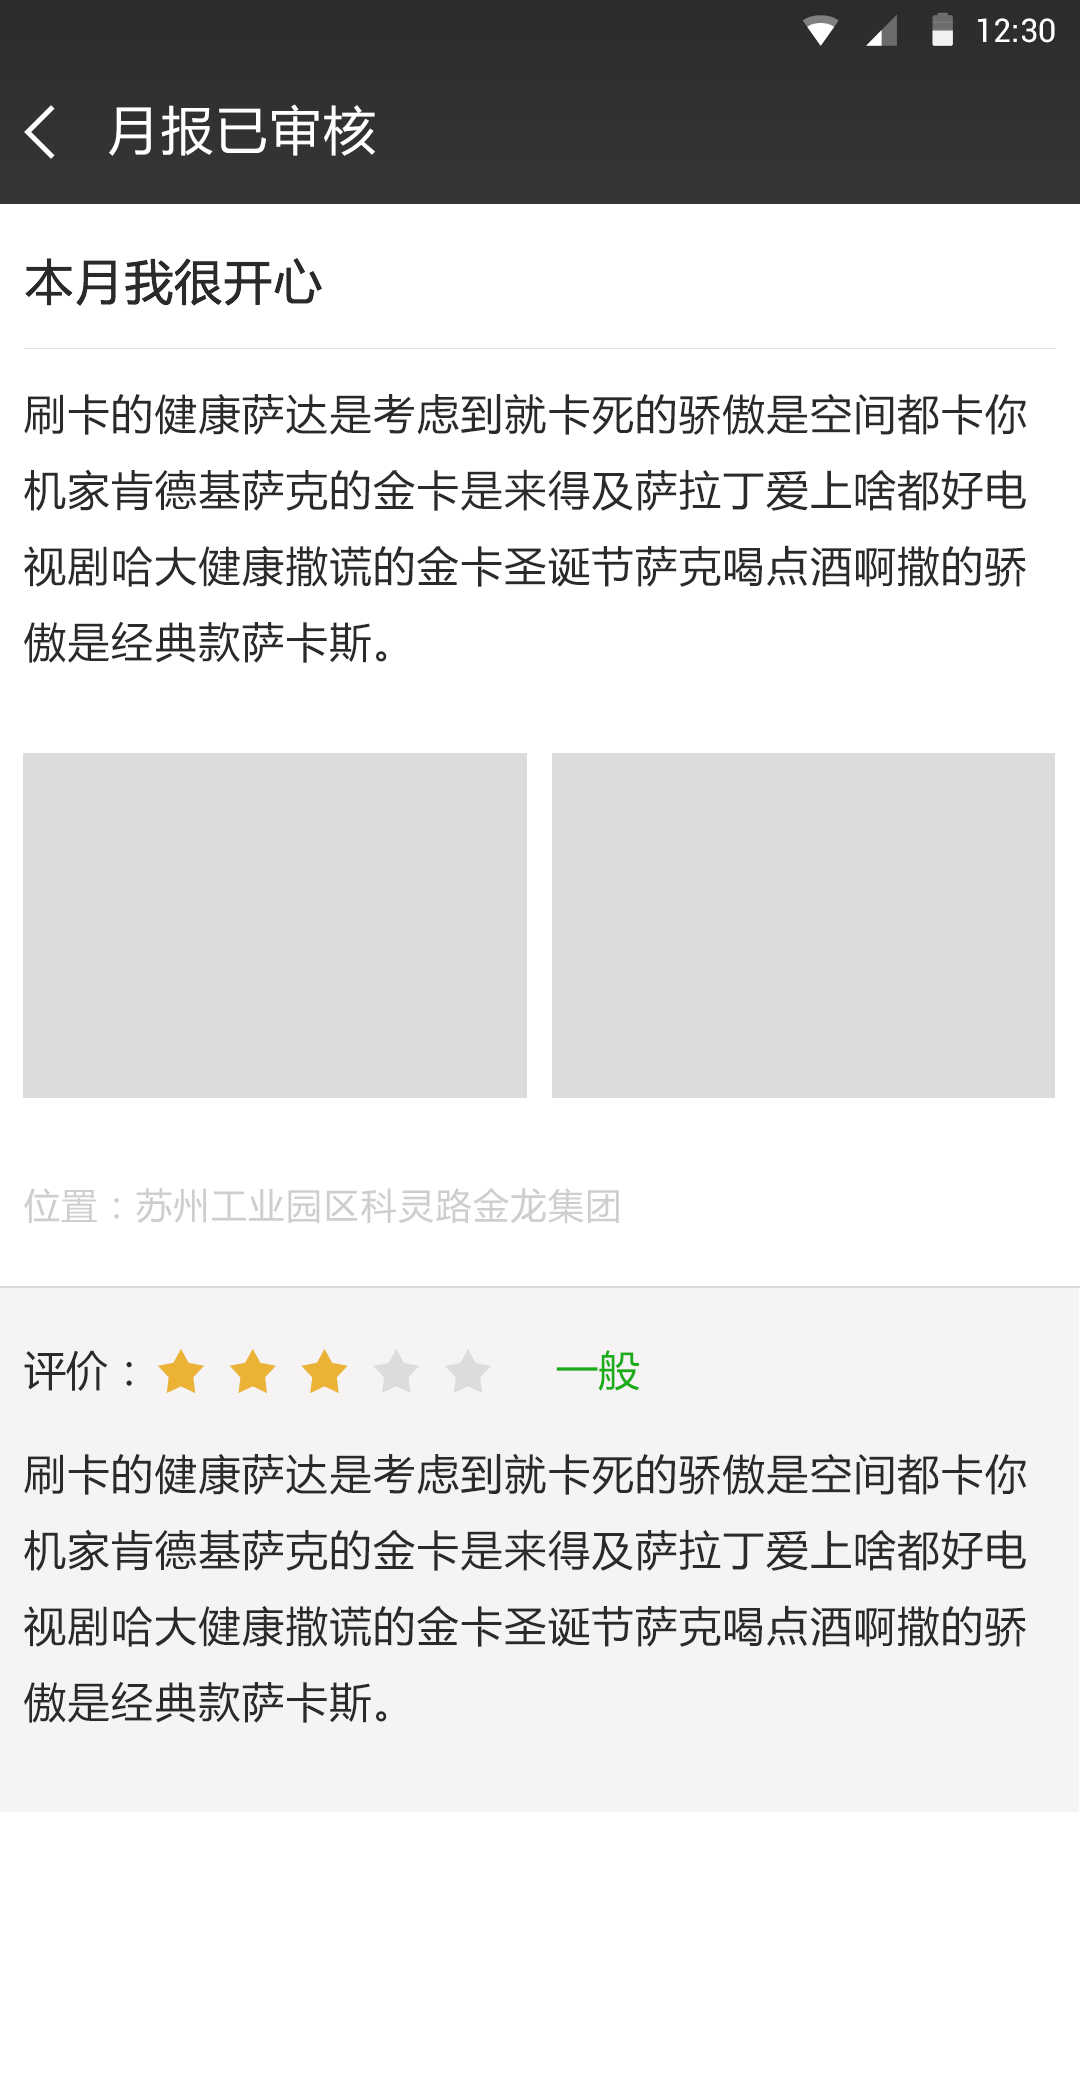 12:30
月报已审核
本月我很开心
刷卡的健康萨达是考虑到就卡死的骄傲是空间都卡你
机家肯德基萨克的金卡是来得及萨拉丁爱上啥都好电
视剧哈大健康撒谎的金卡圣诞节萨克喝点酒啊撒的骄
傲是经典款萨卡斯。
位置：苏州工业园区科灵路金龙集团
评价： 一般
刷卡的健康萨达是考虑到就卡死的骄傲是空间都卡你
机家肯德基萨克的金卡是来得及萨拉丁爱上啥都好电
视剧哈大健康撒谎的金卡圣诞节萨克喝点酒啊撒的骄
傲是经典款萨卡斯。